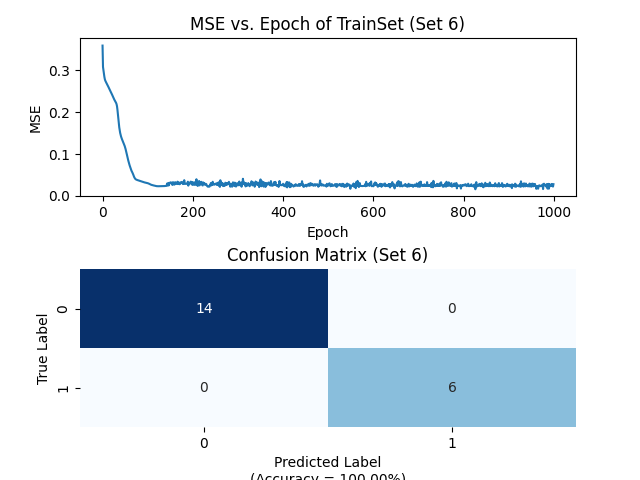 MSE vs. Epoch of TrainSet (Set 6)
MSE
0.3
0.2
0.1
0.0
0 200 400 600 800 1000
Epoch
Confusion Matrix (Set 6)
True Label
0
14 0
1
0 6
0 1
Predicted Label
(Accuracy = 100.00%)